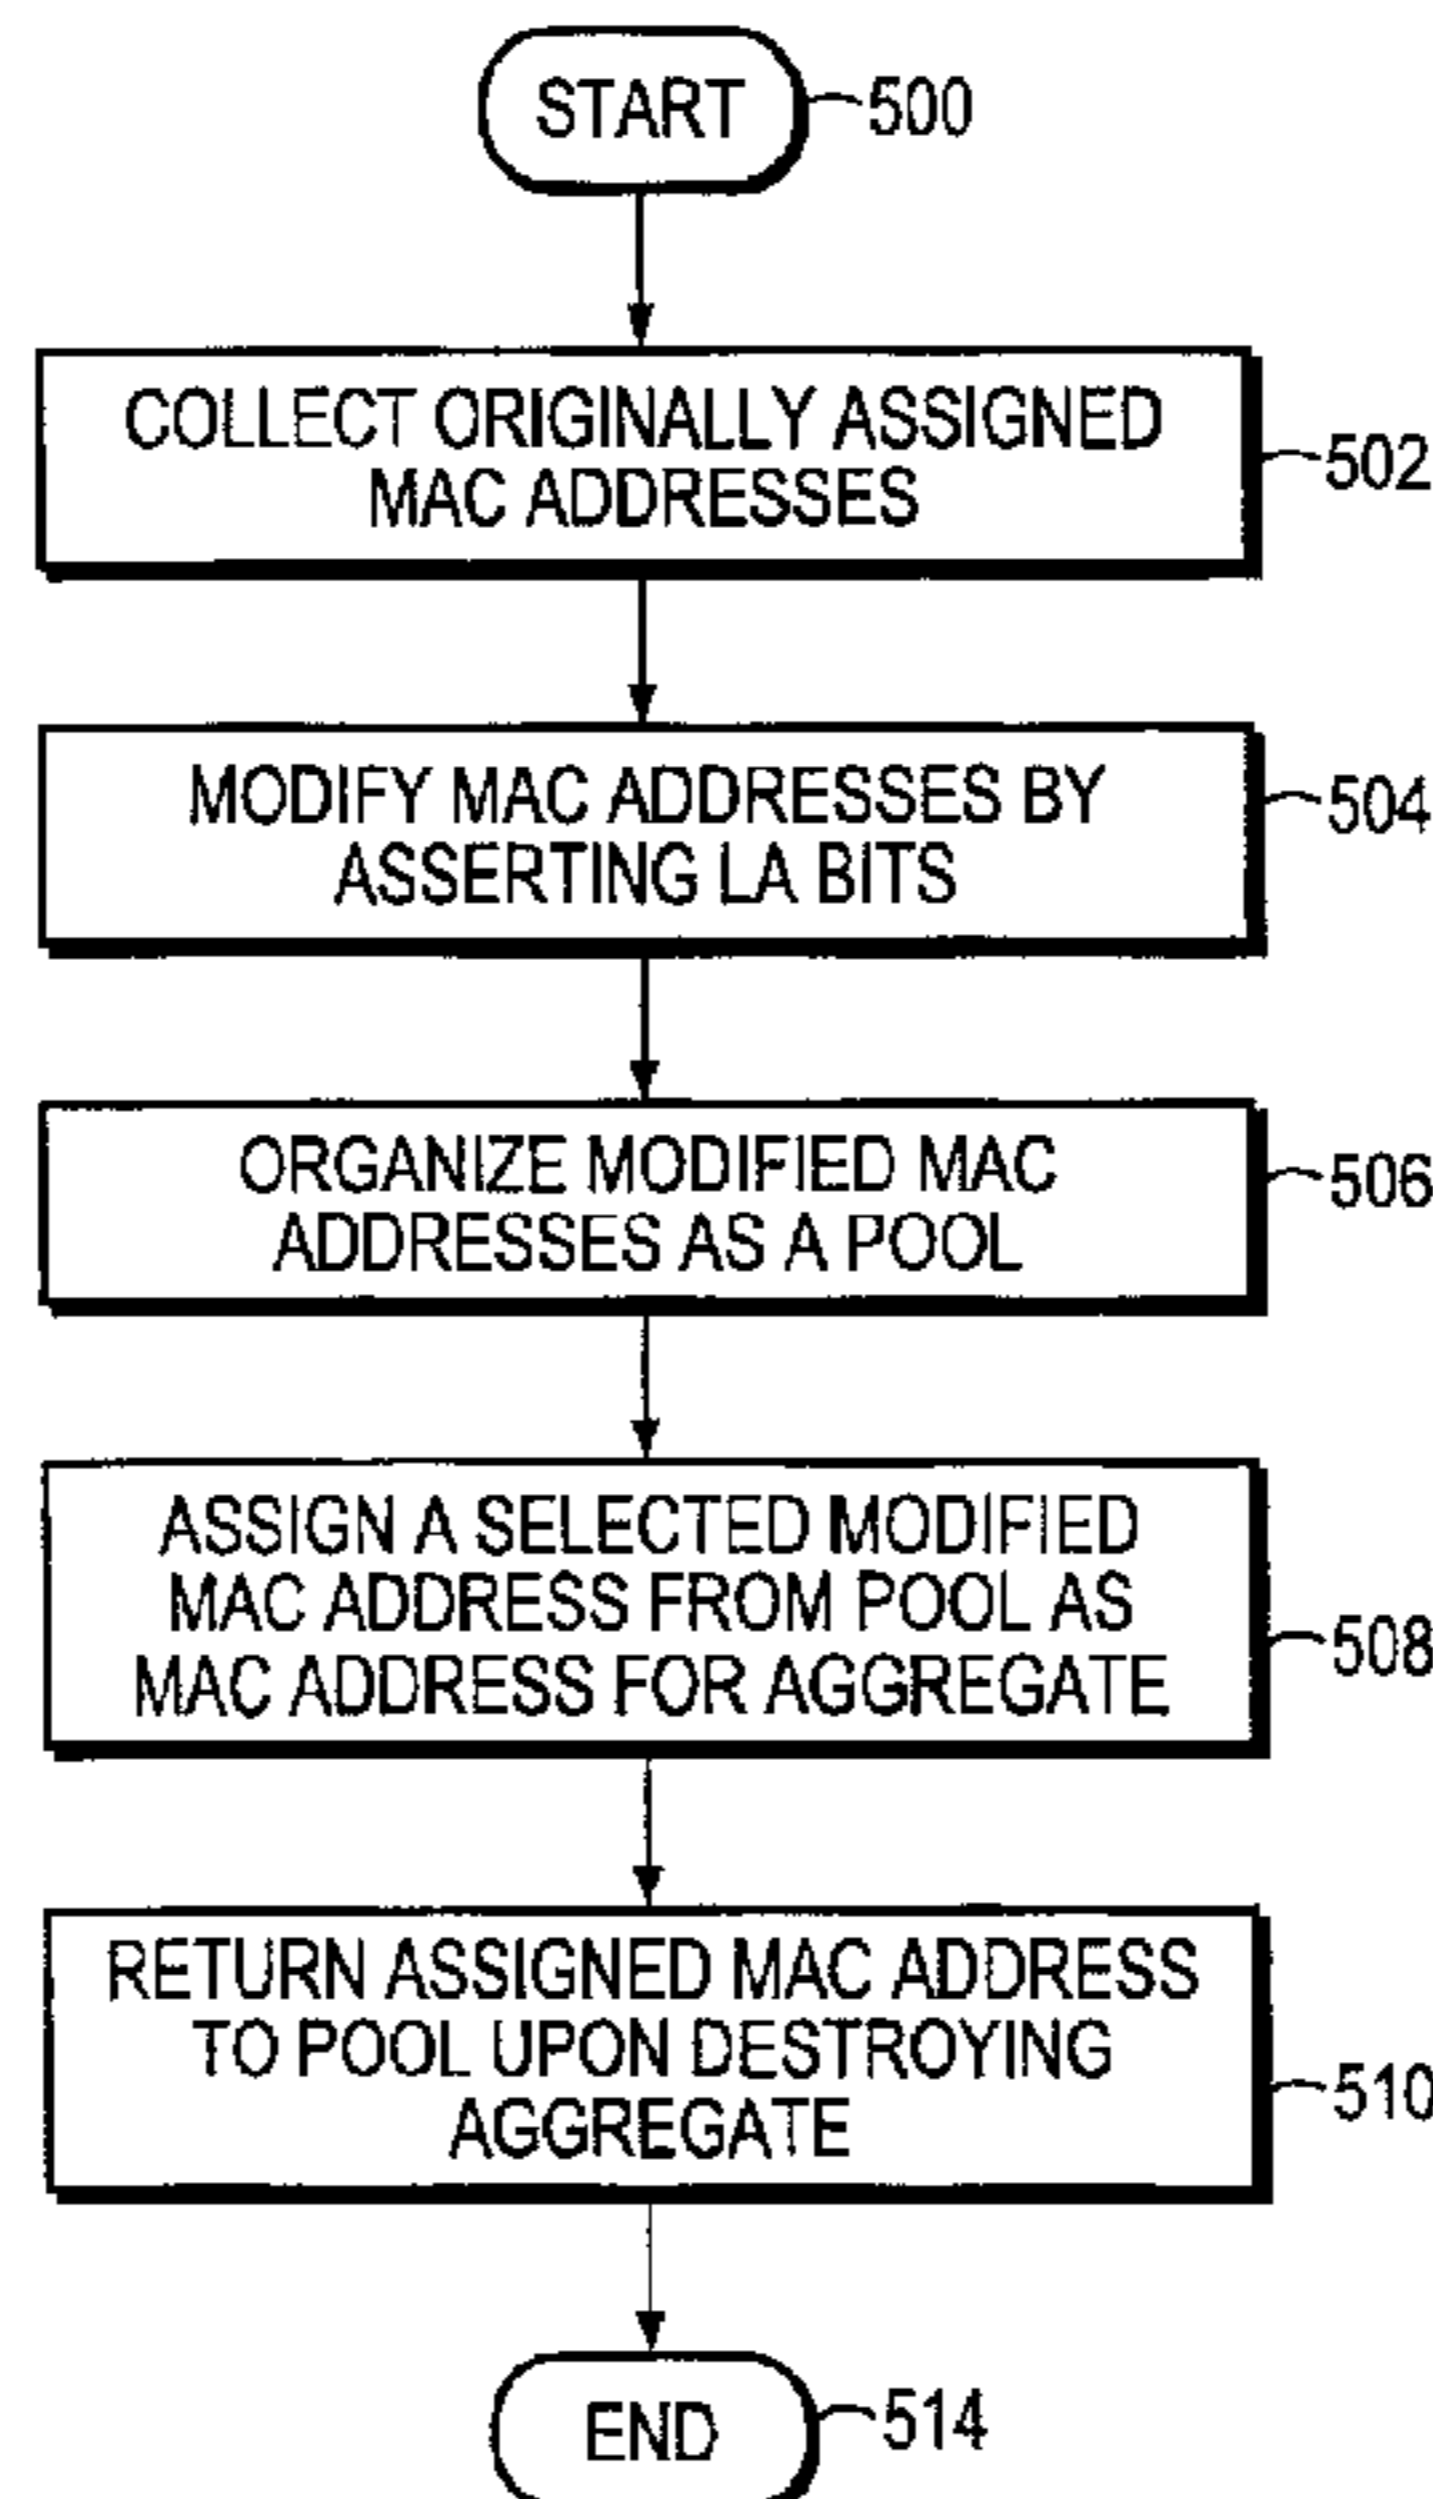 START
500
COLLECT ORIGINALLY ASSIGNED
MAC ADDRESSES
502
MODIFY MAC ADDRESSES BY
ASSERTING LA BITS
504
ORGANIZE MODIFIED MAC
ADDRESSES AS A POOL
506
ASSIGN A SELECTED MODIFIED
MAC ADDRESS FROM POOL AS
MAC ADDRESS FOR AGGREGATE
508
RETURN ASSIGNED MAC ADDRESS
TO POOL UPON DESTROYING
AGGREGATE
510
END
514